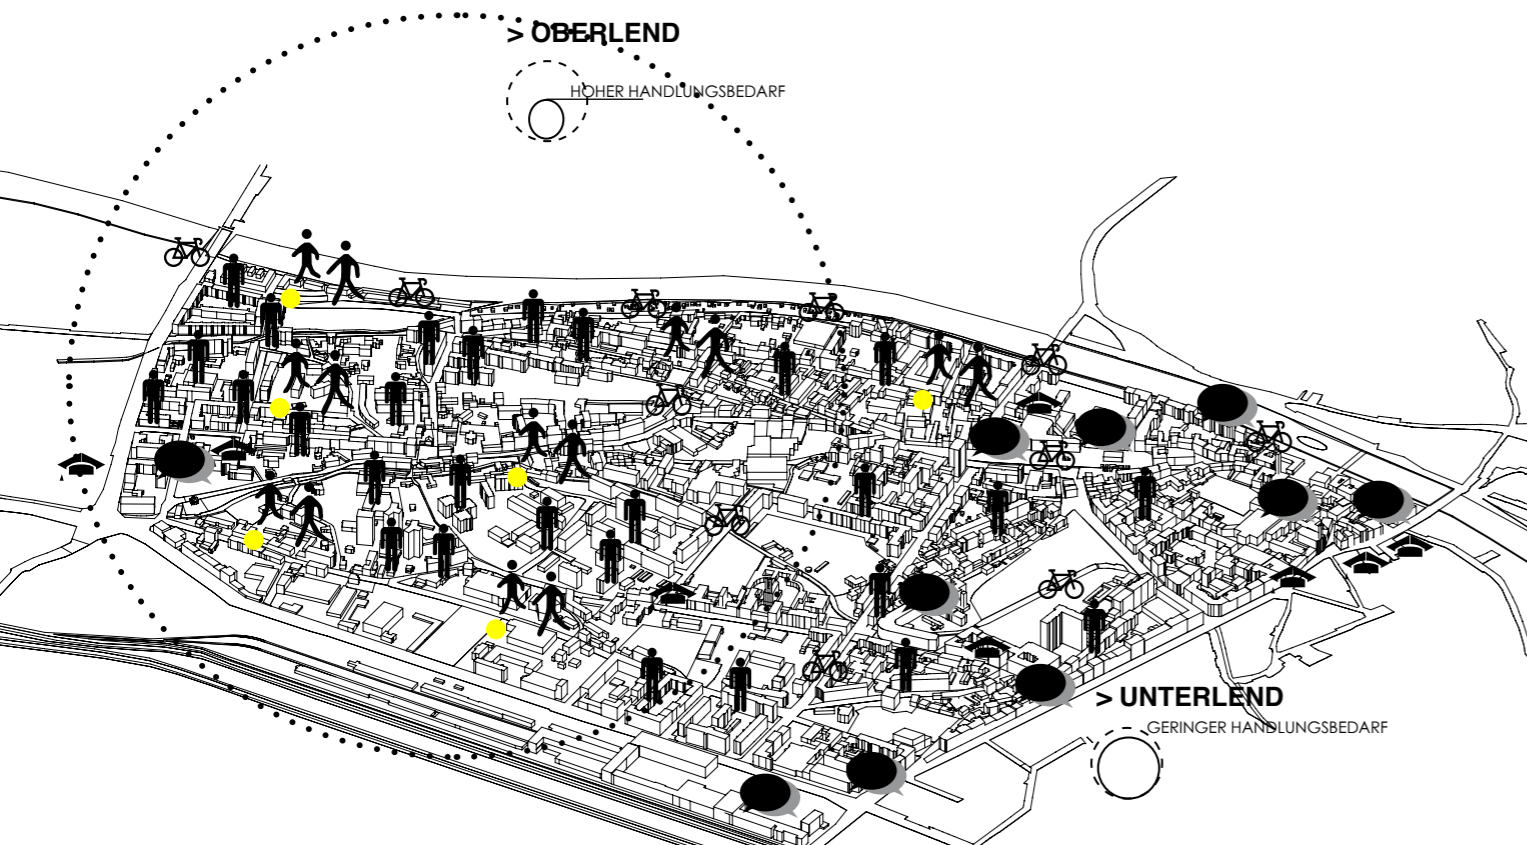 > OBERLEND
HOHER HANDLUNGSBEDARF
> UNTERLEND
GERINGER HANDLUNGSBEDARF